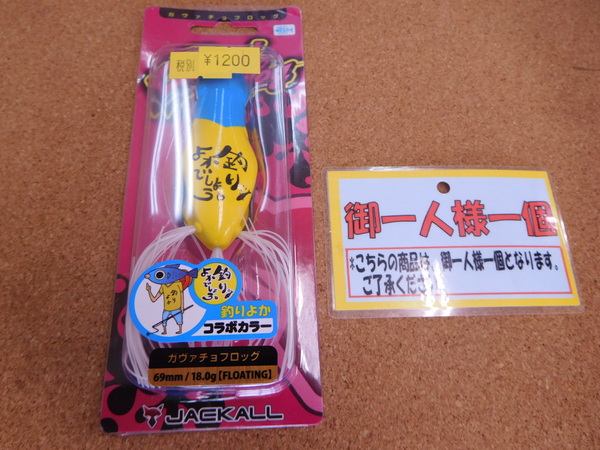 ガヴァチョフロッグ
税別 ¥1200
釣りッ
よかでしょう
釣りッ
よかでしょう。
釣りよか
コラボカラー
ガヴァチョフロッグ
69mm / 18.0g【FLOATING】
JACKALL
御一人様一個
*こちらの商品は、御一人様一個となります。
ご了承くださ